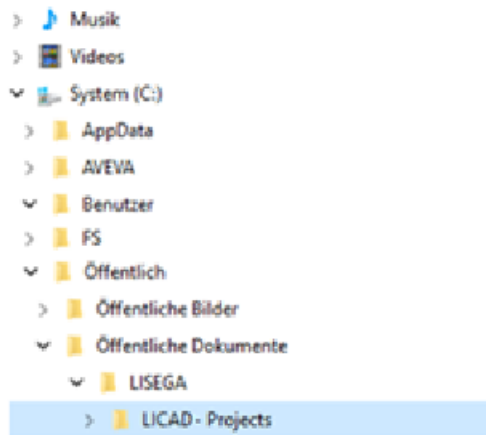 Musik
Videos
System (C:)
AppData
AVEVA
Benutzer
FS
Öffentlich
Öffentliche Bilder
Öffentliche Dokumente
LISEGA
LICAD - Projects